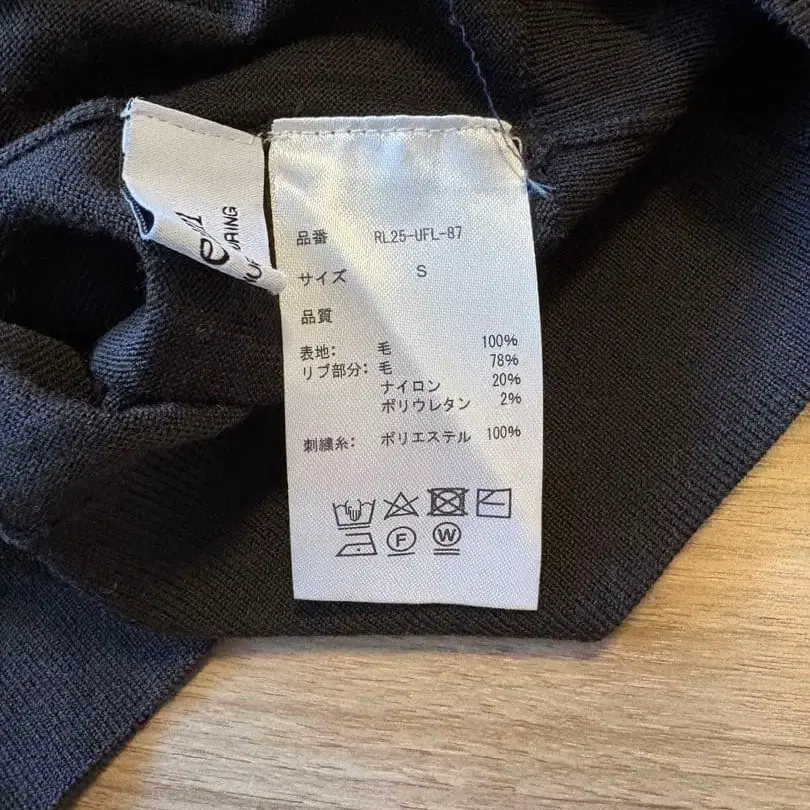 品番 RL25-UFL-87
サイズ S
品質
表地: 毛 100%
リブ部分: 毛 78%
ナイロン 20%
ポリウレタン 2%
刺繍糸: ポリエステル 100%
F W